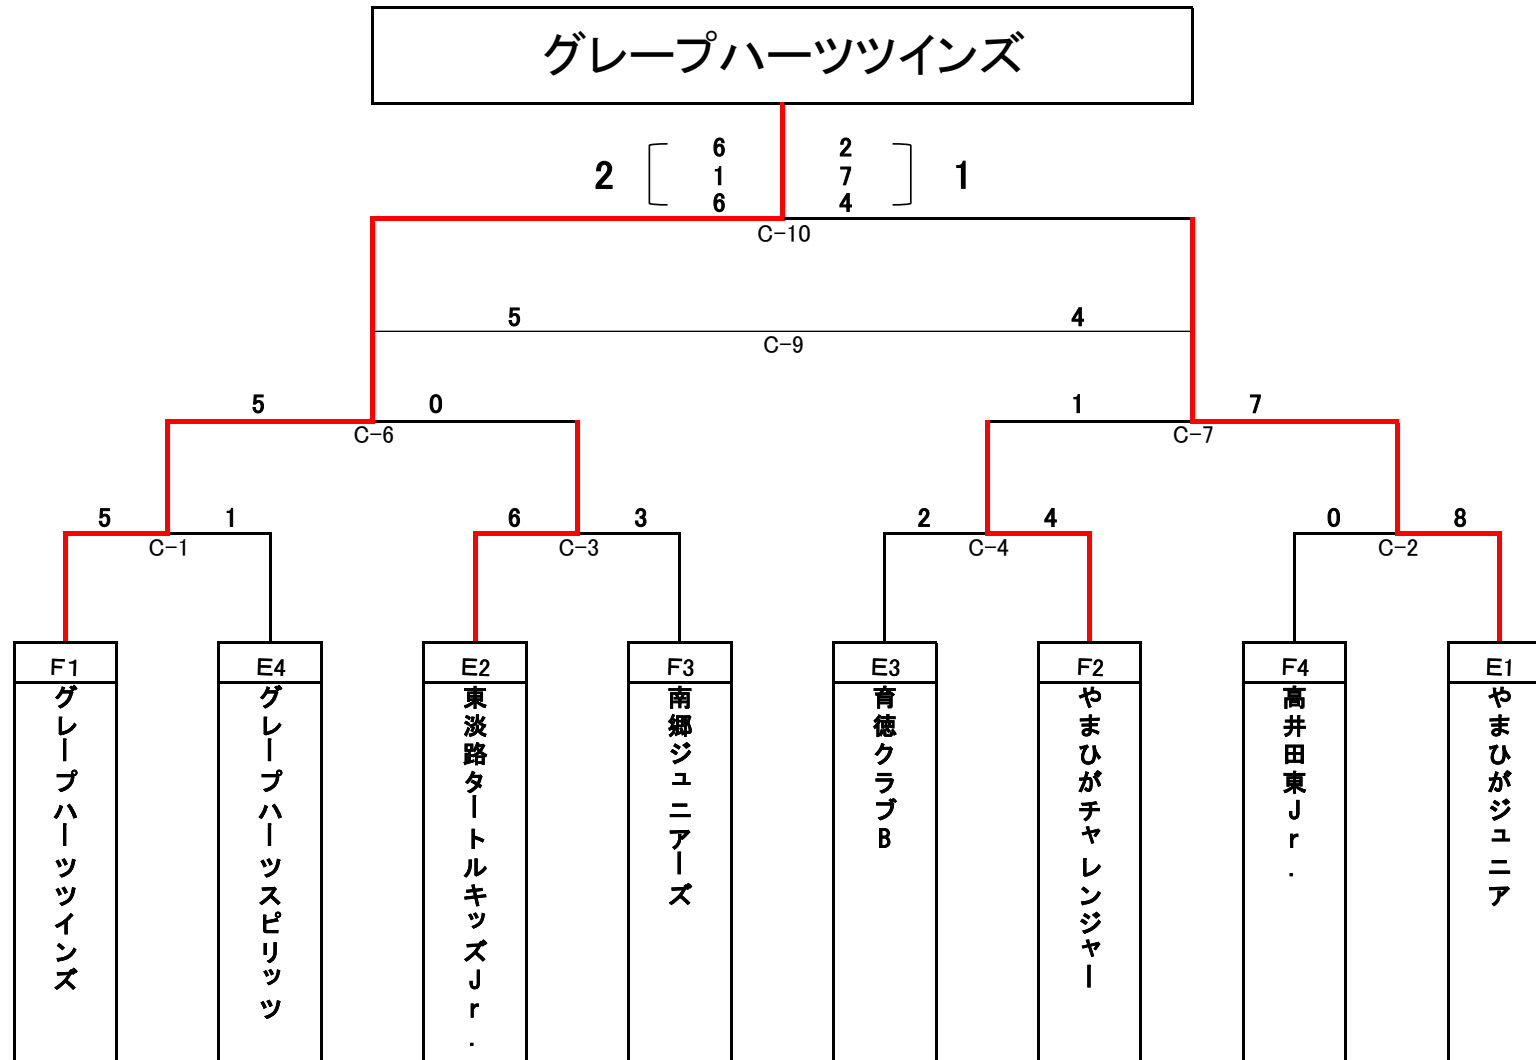 グレープハーツツインズ
2 6 2 1
1 7
6 4
C-10
5 4
C-9
5 0 1 7
C-6 C-7
5 1 6 3 2 4 0 8
C-1 C-3 C-4 C-2
F1 E4 E2 F3 E3 F2 F4 E1
グレープハーツツインズ
グレープハーツスピリッツ
東淡路タートルキッズJr.
南郷ジュニアーズ
育徳クラブB
やまひがチャレンジャー
高井田東Jr.
やまひがジュニア